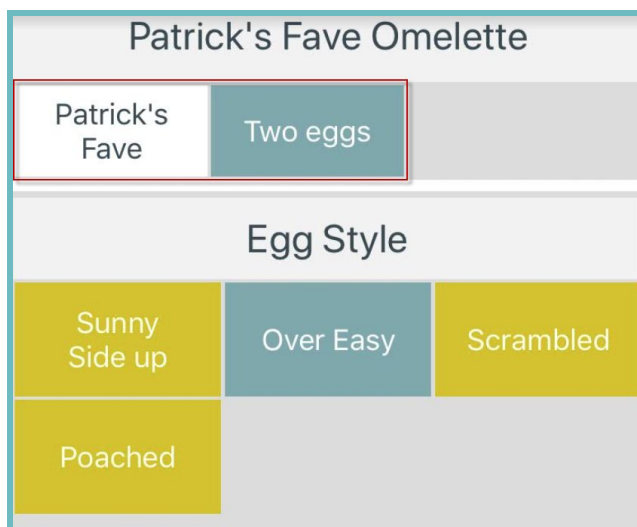 Patrick's Fave Omelette
Patrick's
Fave
Two eggs
Egg Style
Sunny
Side up
Over Easy
Scrambled
Poached